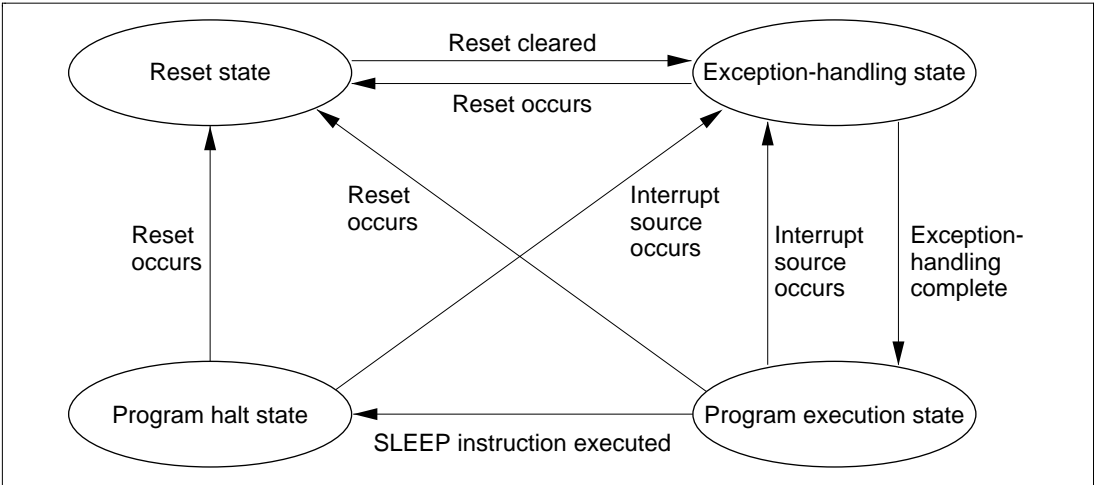 Reset cleared
Reset state
Exception-handling state
Reset occurs
Reset
occurs
Interrupt
source
occurs
Reset
occurs
Interrupt
source
occurs
Exception-
handling
complete
Program halt state
Program execution state
SLEEP instruction executed